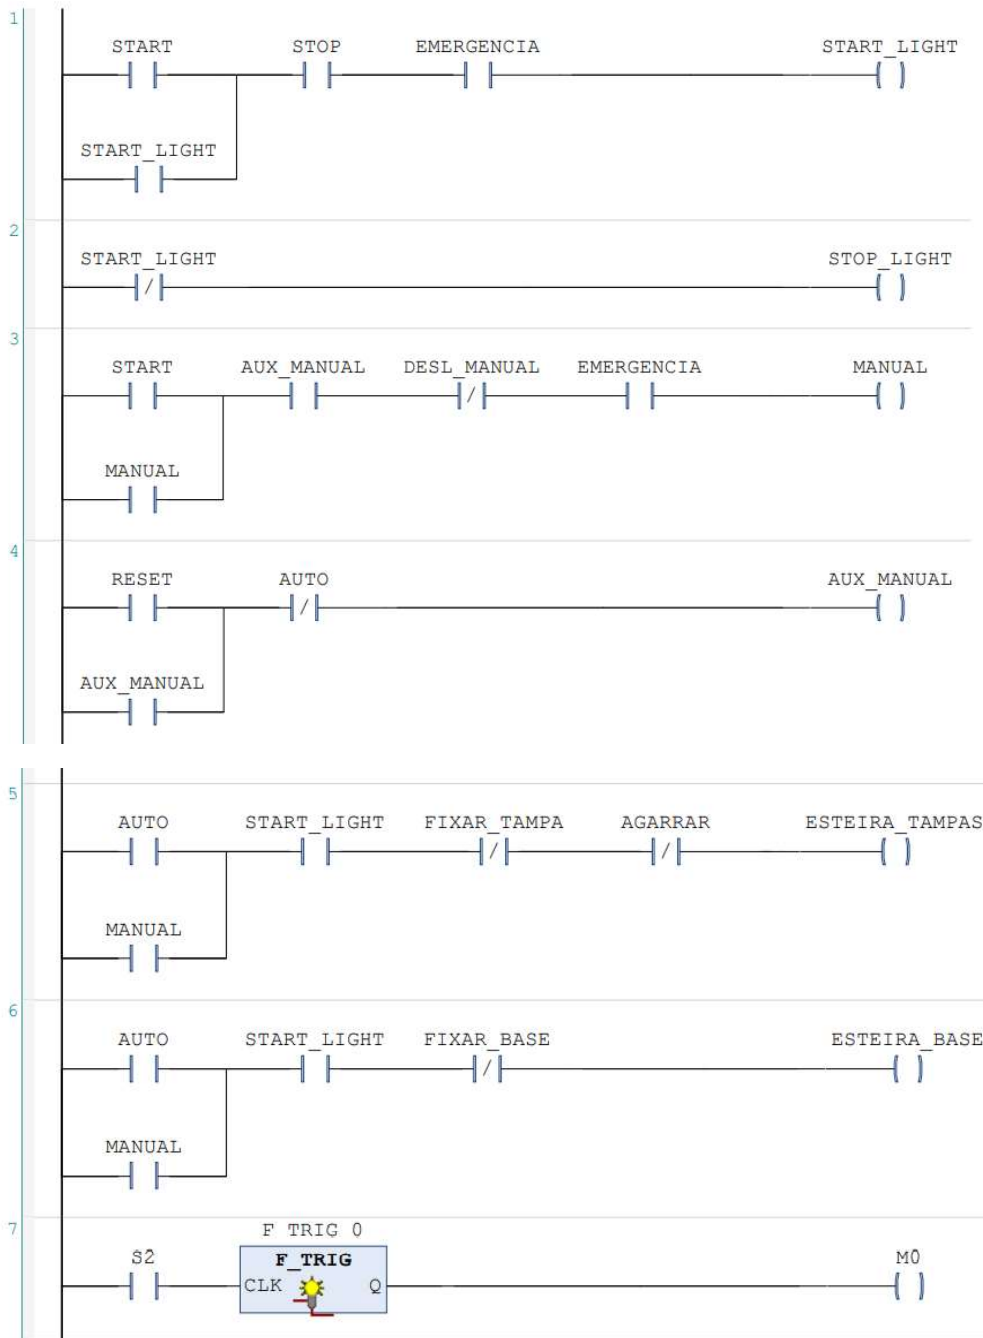 1
START STOP EMERGENCIA START_LIGHT
START_LIGHT
2
START_LIGHT STOP_LIGHT
3
START AUX_MANUAL DESL_MANUAL EMERGENCIA MANUAL
MANUAL
4
RESET AUTO AUX_MANUAL
AUX_MANUAL
5
AUTO START_LIGHT FIXAR_TAMPA AGARRAR ESTEIRA_TAMPAS
MANUAL
6
AUTO START_LIGHT FIXAR_BASE ESTEIRA_BASE
MANUAL
7
F_TRIG_0
S2 F_TRIG M0
CLK Q